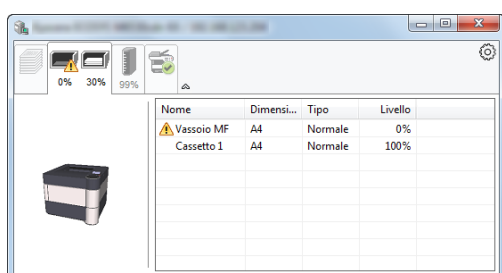 0% 30% 99%
Nome Dimensi... Tipo Livello
Vassoio MF A4 Normale 0%
Cassetto 1 A4 Normale 100%